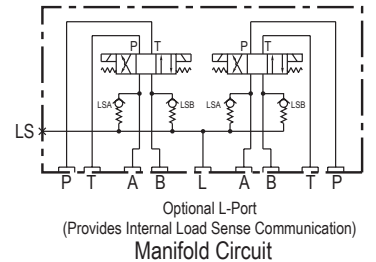 P T P T
LSA LSB LSA LSB
LS
P T A B L A B T P
Optional L-Port
(Provides Internal Load Sense Communication)
Manifold Circuit